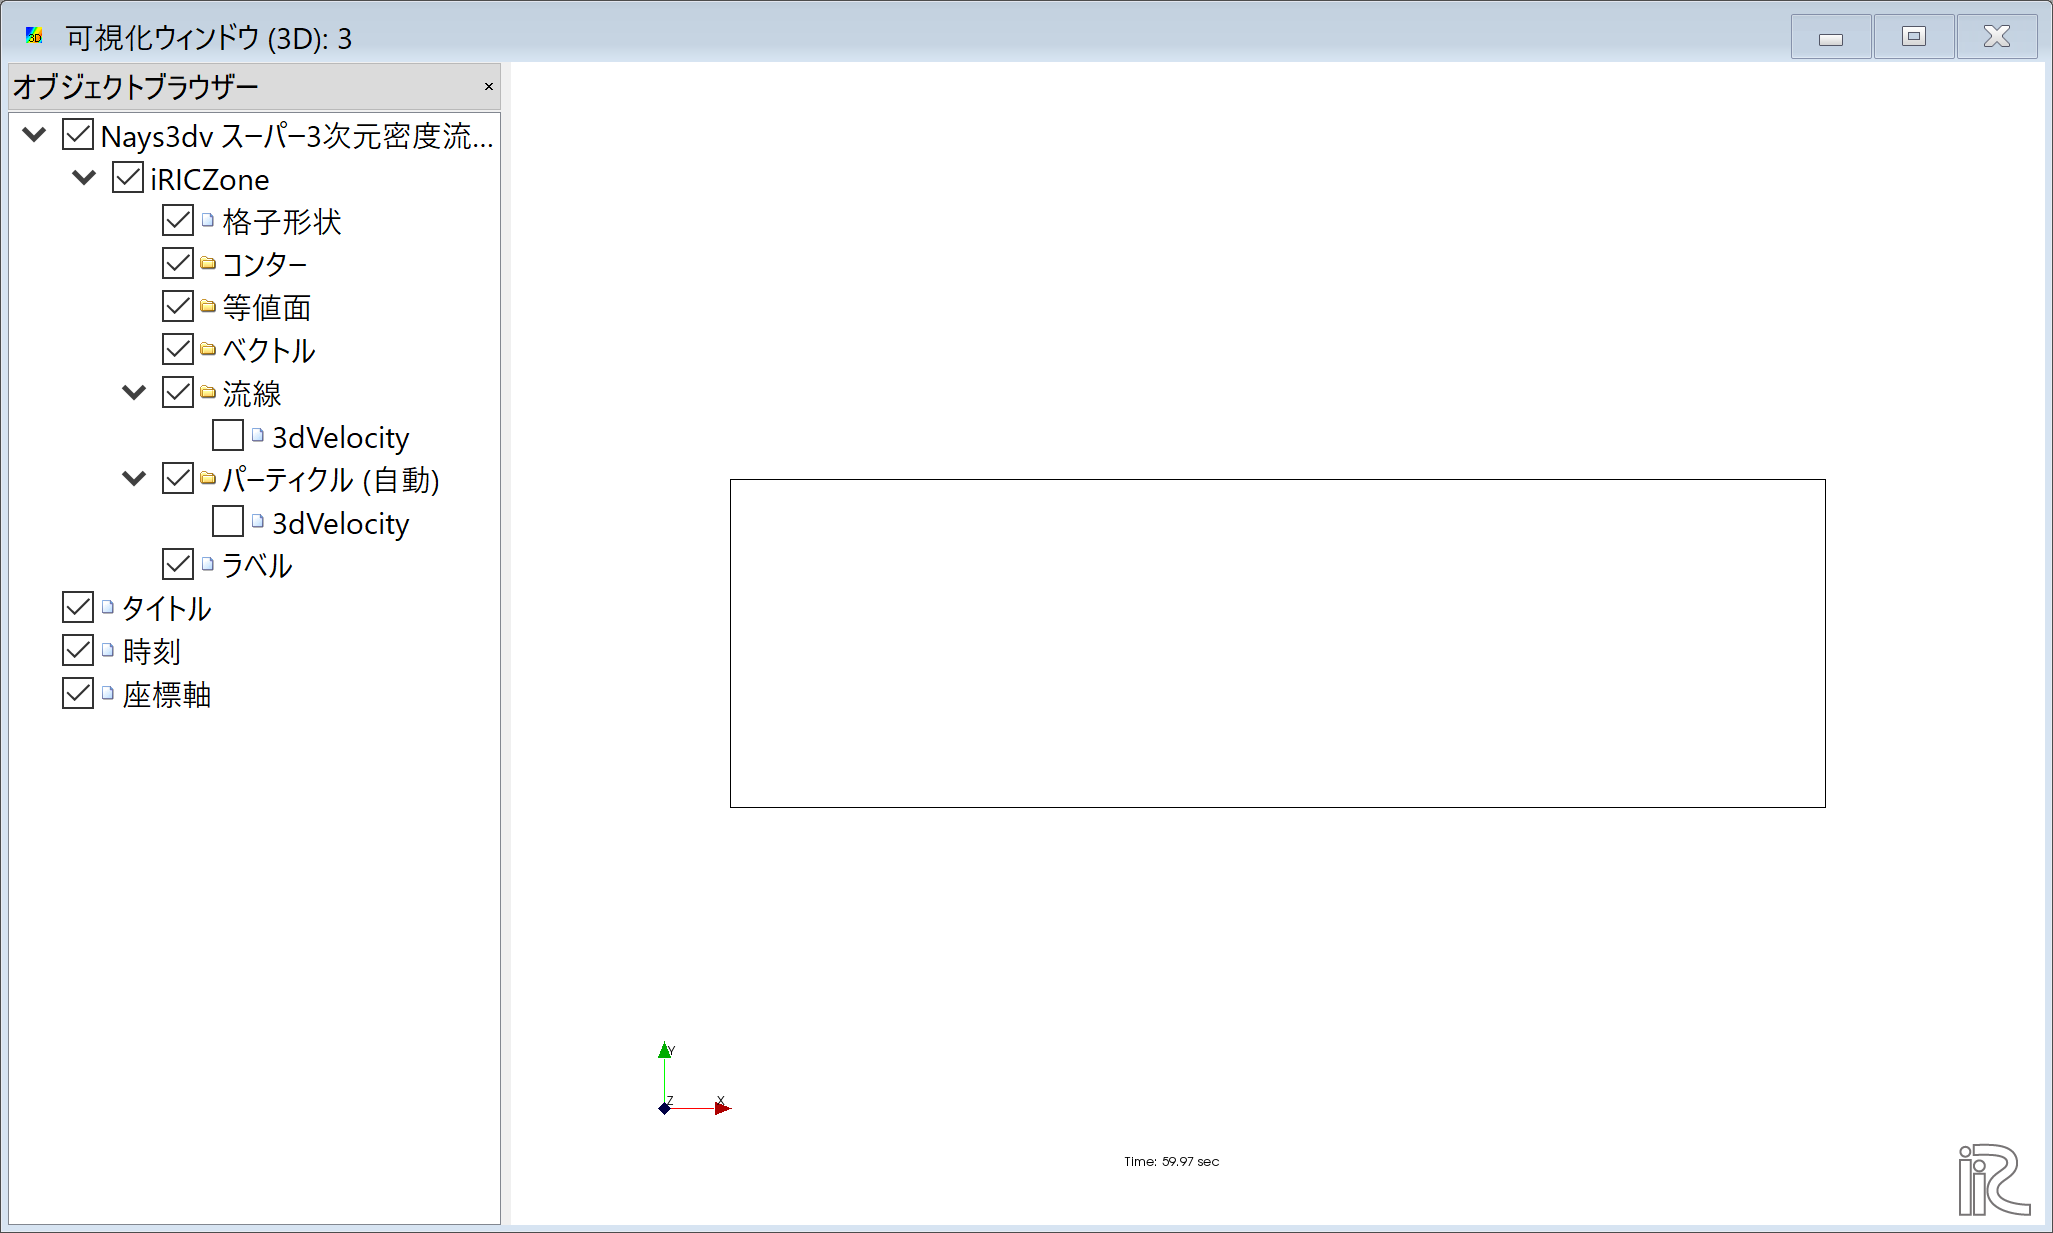 可視化ウィンドウ (3D): 3
オブジェクトブラウザー
Nays3dv スーパー3次元密度流...
iRICZone
格子形状
コンター
等値面
ベクトル
流線
3dVelocity
パーティクル (自動)
3dVelocity
ラベル
タイトル
時刻
座標軸
Y
Z X
Time: 59.97 sec
iRIC